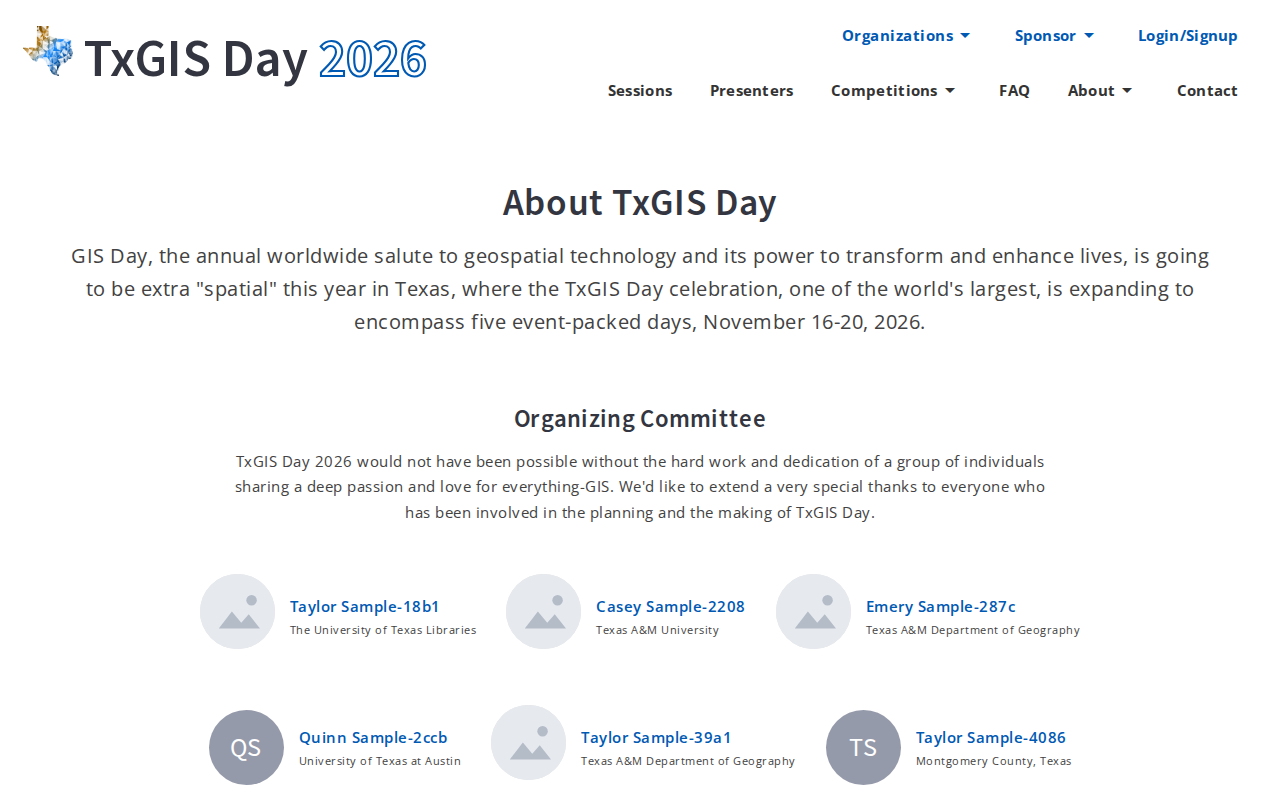 TxGIS Day 2026
Organizations
Sponsor
Login/Signup
Sessions
Presenters
Competitions
FAQ
About
Contact
About TxGIS Day
GIS Day, the annual worldwide salute to geospatial technology and its power to transform and enhance lives, is going
to be extra "spatial" this year in Texas, where the TxGIS Day celebration, one of the world's largest, is expanding to
encompass five event-packed days, November 16-20, 2026.
Organizing Committee
TxGIS Day 2026 would not have been possible without the hard work and dedication of a group of individuals
sharing a deep passion and love for everything-GIS. We'd like to extend a very special thanks to everyone who
has been involved in the planning and the making of TxGIS Day.
Taylor Sample-18b1
The University of Texas Libraries
Casey Sample-2208
Texas A&M University
Emery Sample-287c
Texas A&M Department of Geography
QS
Quinn Sample-2ccb
University of Texas at Austin
Taylor Sample-39a1
Texas A&M Department of Geography
TS
Taylor Sample-4086
Montgomery County, Texas